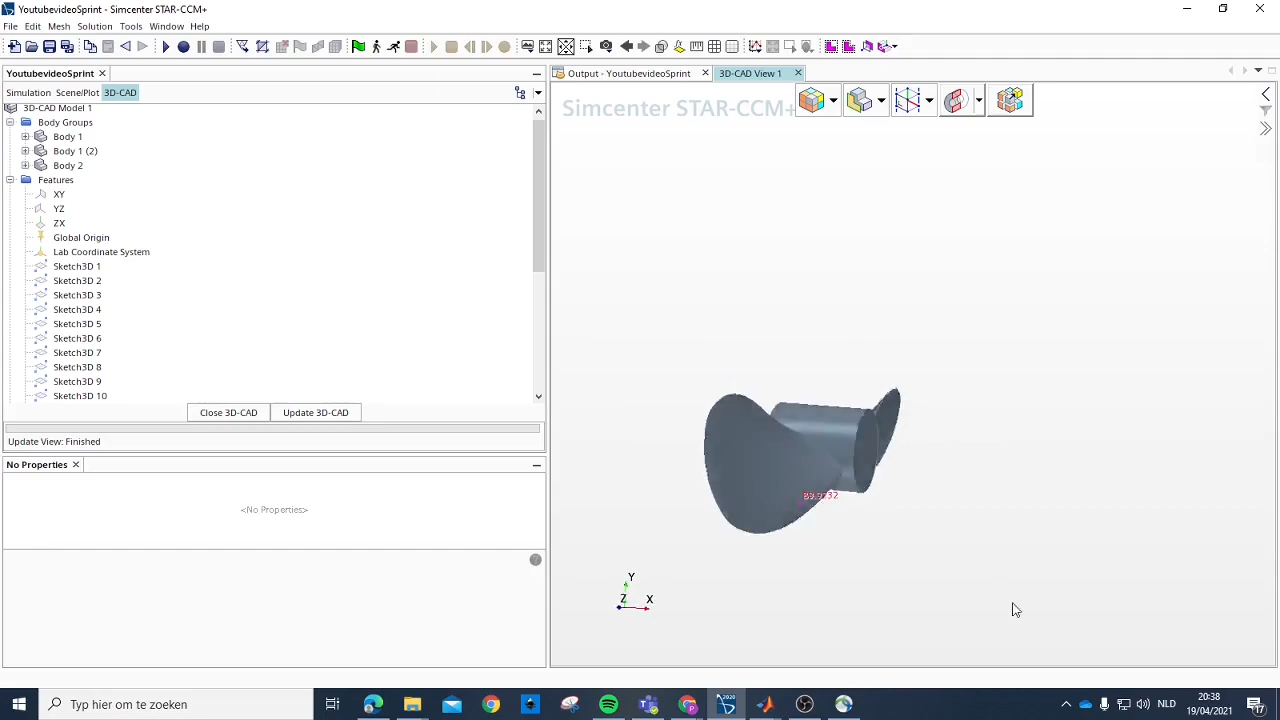 YoutubevideoSprint - Simcenter STAR-CCM+
File Edit Mesh Solution Tools Window Help
YoutubevideoSprint
Simulation Scene/Plot 3D-CAD
3D-CAD Model 1
Body Groups
Body 1
Body 1 (2)
Body 2
Features
XY
YZ
ZX
Global Origin
Lab Coordinate System
Sketch3D 1
Sketch3D 2
Sketch3D 3
Sketch3D 4
Sketch3D 5
Sketch3D 6
Sketch3D 7
Sketch3D 8
Sketch3D 9
Sketch3D 10
Close 3D-CAD Update 3D-CAD
Update View: Finished
No Properties
<No Properties>
Output - YoutubevideoSprint 3D-CAD View 1
Simcenter STAR-CCM+
Y
Z X
Typ hier om te zoeken
2020
NLD
20:38
19/04/2021
17